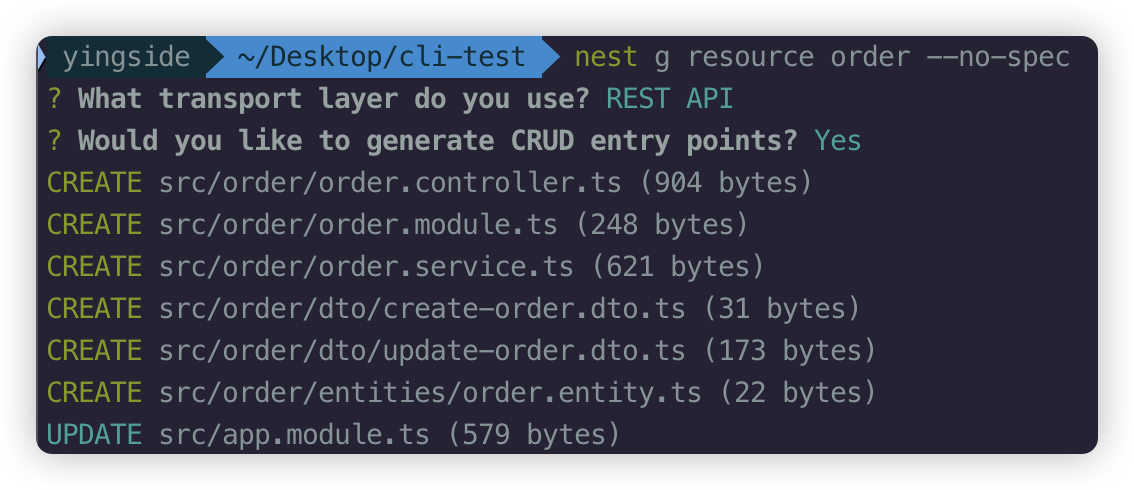 yingside ~/Desktop/cli-test nest g resource order --no-spec
? What transport layer do you use? REST API
? Would you like to generate CRUD entry points? Yes
CREATE src/order/order.controller.ts (904 bytes)
CREATE src/order/order.module.ts (248 bytes)
CREATE src/order/order.service.ts (621 bytes)
CREATE src/order/dto/create-order.dto.ts (31 bytes)
CREATE src/order/dto/update-order.dto.ts (173 bytes)
CREATE src/order/entities/order.entity.ts (22 bytes)
UPDATE src/app.module.ts (579 bytes)